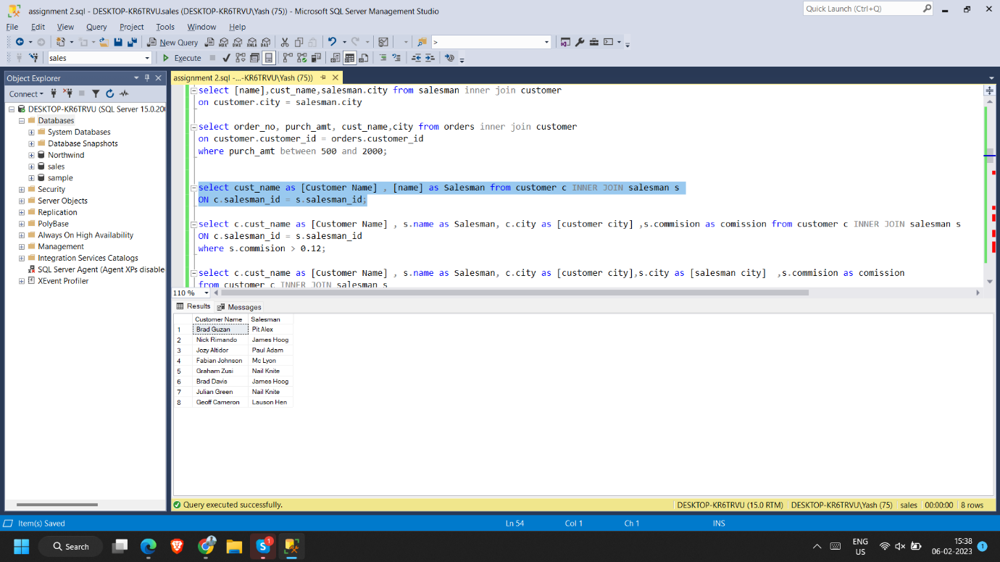 assignment 2.sql - DESKTOP-KR6TRVU.sales (DESKTOP-KR6TRVU\Yash (75)) - Microsoft SQL Server Management Studio
Quick Launch (Ctrl+Q)
File Edit View Query Project Tools Window Help
New Query
>
sales
Execute
Object Explorer
Connect
DESKTOP-KR6TRVU (SQL Server 15.0.200
Databases
System Databases
Database Snapshots
Northwind
sales
sample
Security
Server Objects
Replication
PolyBase
Always On High Availability
Management
Integration Services Catalogs
SQL Server Agent (Agent XPs disable
XEvent Profiler
assignment 2.sql -...-KR6TRVU\Yash (75))
select [name],cust_name,salesman.city from salesman inner join customer
on customer.city = salesman.city
select order_no, purch_amt, cust_name,city from orders inner join customer
on customer.customer_id = orders.customer_id
where purch_amt between 500 and 2000;
select cust_name as [Customer Name] , [name] as Salesman from customer c INNER JOIN salesman s
ON c.salesman_id = s.salesman_id;
select c.cust_name as [Customer Name] , s.name as Salesman, c.city as [customer city] ,s.commision as comission from customer c INNER JOIN salesman s
ON c.salesman_id = s.salesman_id
where s.commision > 0.12;
select c.cust_name as [Customer Name] , s.name as Salesman, c.city as [customer city],s.city as [salesman city]  ,s.commision as comission
from customer c INNER JOIN salesman s
110 %
Results Messages
Customer Name Salesman
1 Brad Guzan Pit Alex
2 Nick Rimando James Hoog
3 Jozy Altidor Paul Adam
4 Fabian Johnson Mc Lyon
5 Graham Zusi Nail Knite
6 Brad Davis James Hoog
7 Julian Green Nail Knite
8 Geoff Cameron Lauson Hen
Query executed successfully.
DESKTOP-KR6TRVU (15.0 RTM) DESKTOP-KR6TRVU\Yash (75) sales 00:00:00 8 rows
Item(s) Saved
Ln 54 Col 1 Ch 1 INS
Search
S 1
ENG
US
15:38
06-02-2023
1